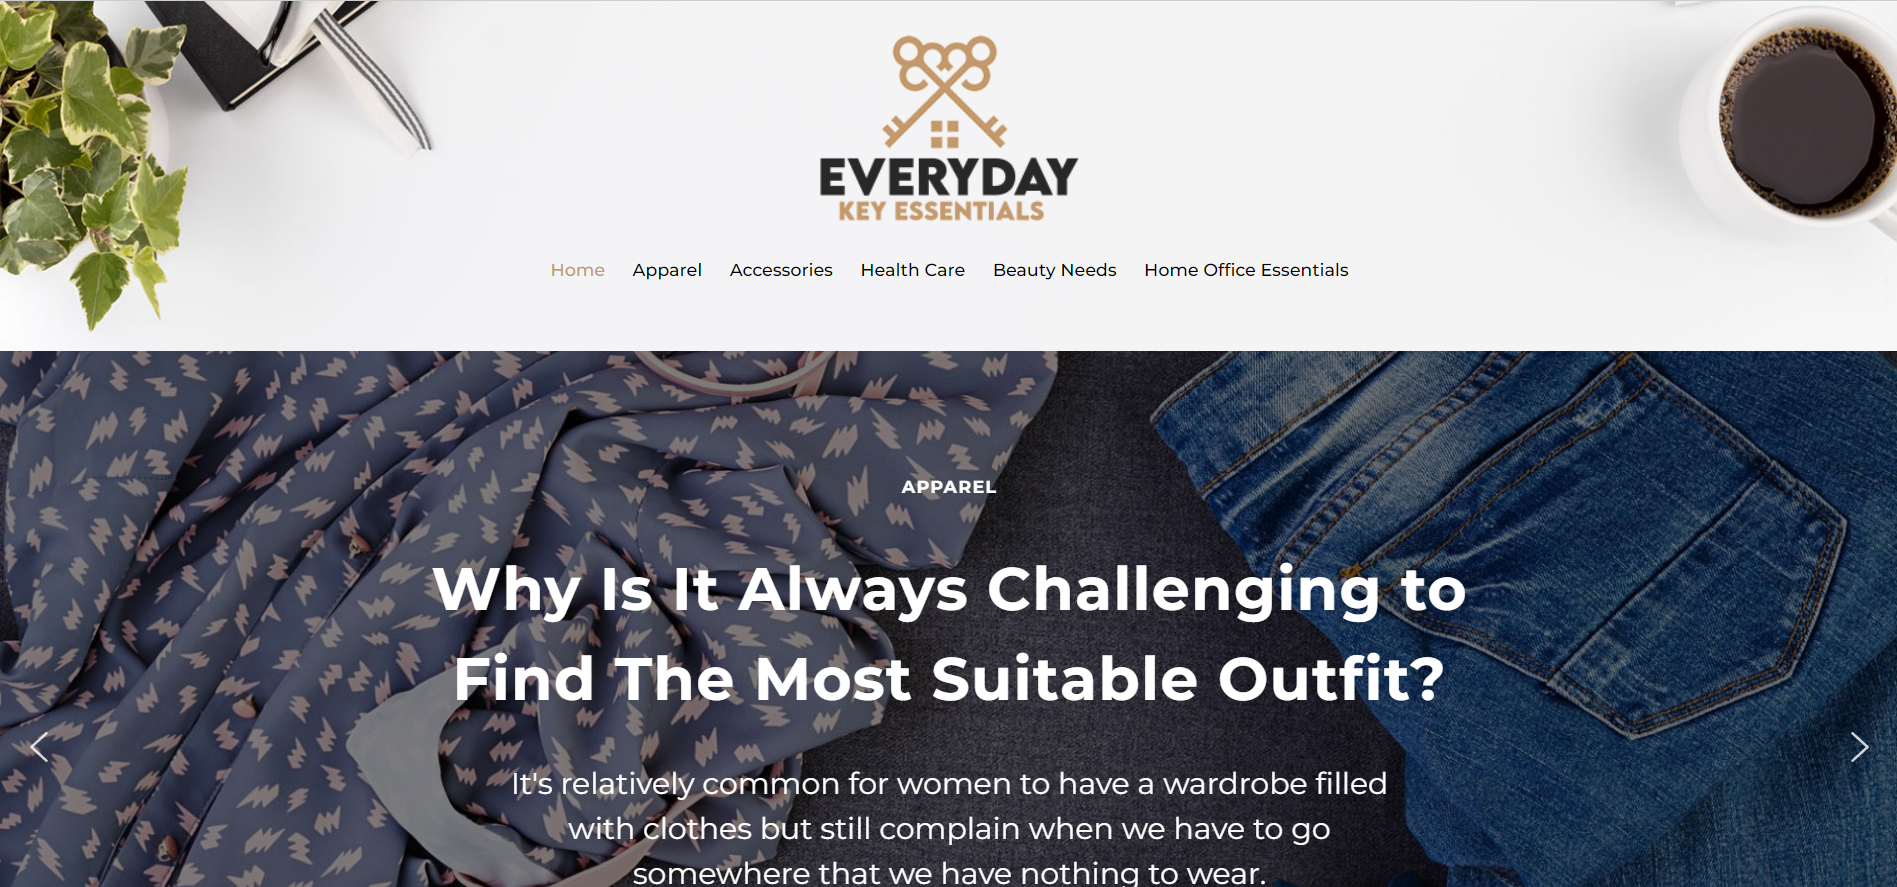 EVERYDAY
KEY ESSENTIALS
Home Apparel Accessories Health Care Beauty Needs Home Office Essentials
APPAREL
Why Is It Always Challenging to
Find The Most Suitable Outfit?
It's relatively common for women to have a wardrobe filled
with clothes but still complain when we have to go
somewhere that we have nothing to wear.